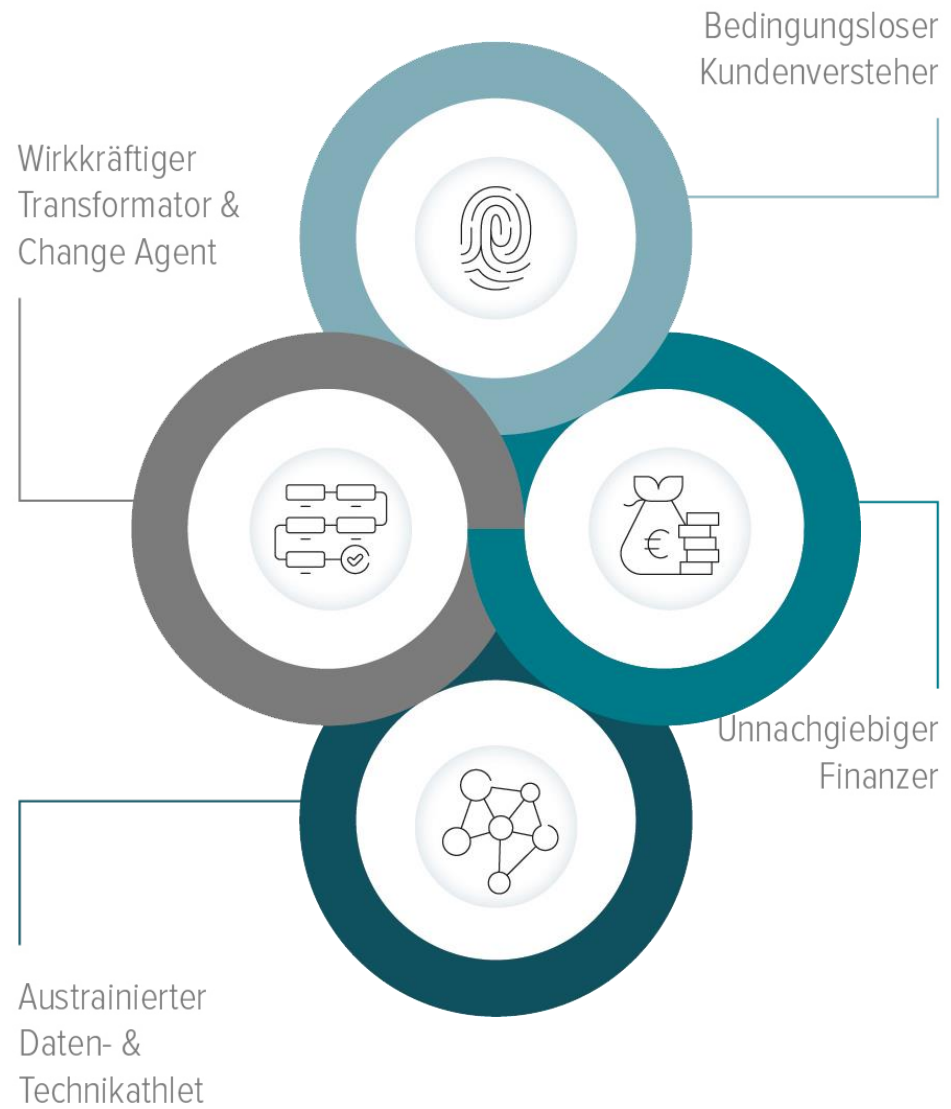 Bedingungsloser
Kundenversteher
Wirkkräftiger
Transformator &
Change Agent
€
Unnachgiebiger
Finanzer
Austrainierter
Daten- &
Technikathlet